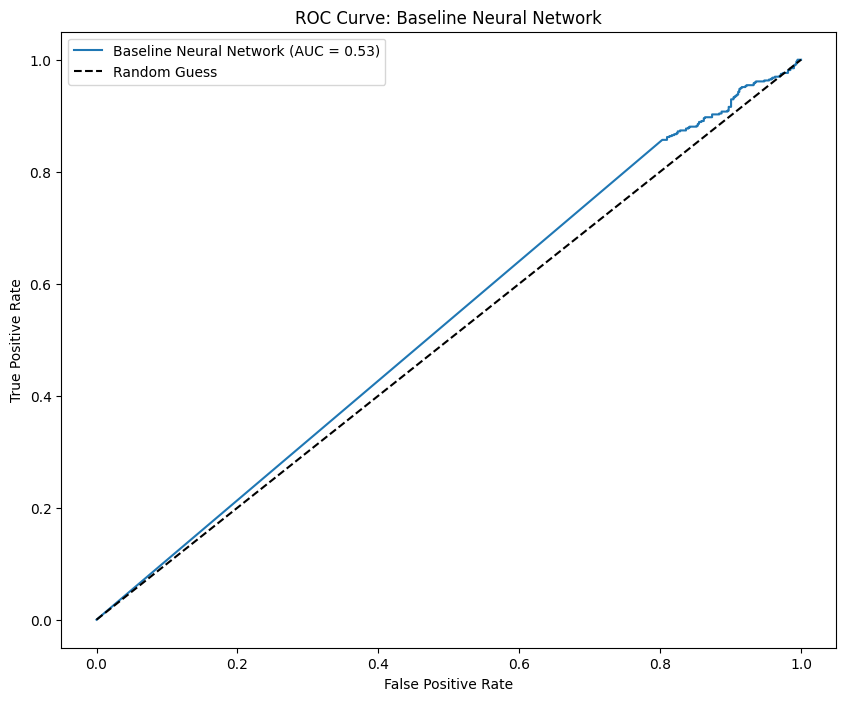 ROC Curve: Baseline Neural Network
Baseline Neural Network (AUC = 0.53)
Random Guess
True Positive Rate
1.0
0.8
0.6
0.4
0.2
0.0
0.0 0.2 0.4 0.6 0.8 1.0
False Positive Rate